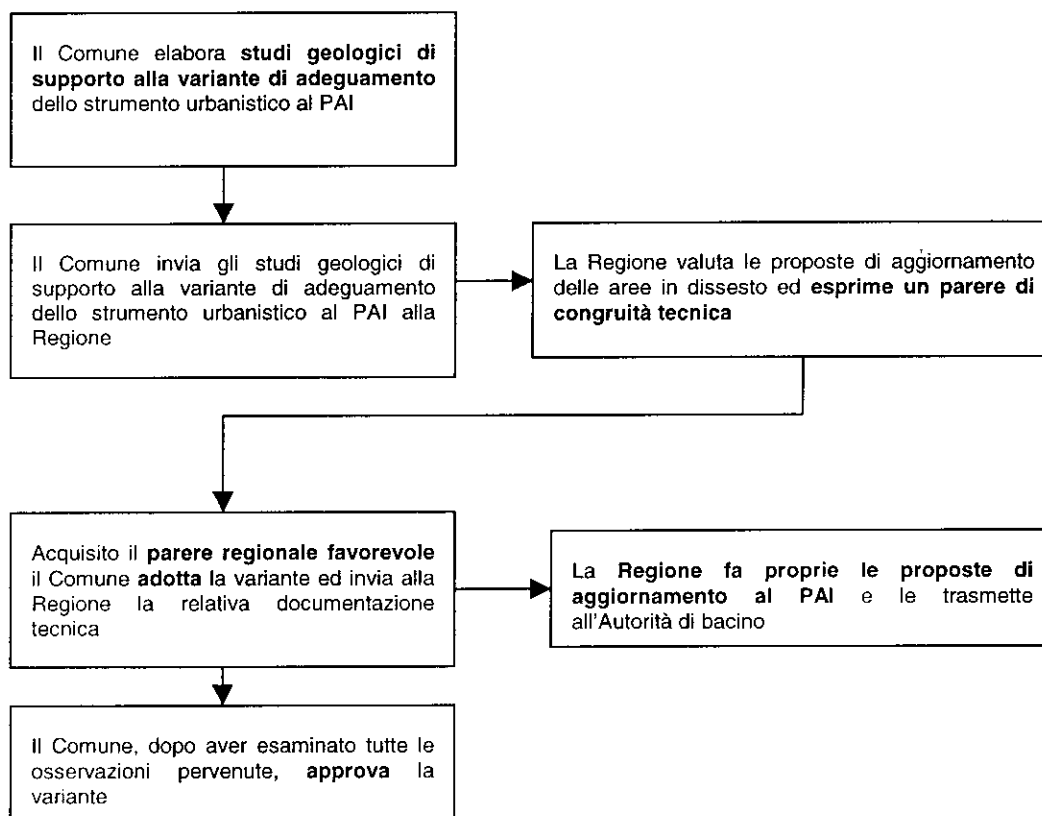 Il Comune elabora studi geologici di
supporto alla variante di adeguamento
dello strumento urbanistico al PAI
Il Comune invia gli studi geologici di
supporto alla variante di adeguamento
dello strumento urbanistico al PAI alla
Regione
La Regione valuta le proposte di aggiornamento
delle aree in dissesto ed esprime un parere di
congruità tecnica
Acquisito il parere regionale favorevole
il Comune adotta la variante ed invia alla
Regione la relativa documentazione
tecnica
La Regione fa proprie le proposte di
aggiornamento al PAI e le trasmette
all'Autorità di bacino
Il Comune, dopo aver esaminato tutte le
osservazioni pervenute, approva la
variante